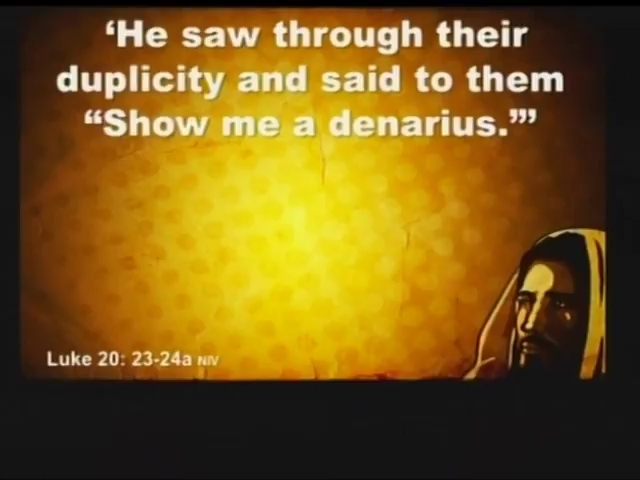 ‘He saw through their
duplicity and said to them
“Show me a denarius.”’
Luke 20: 23-24a NIV